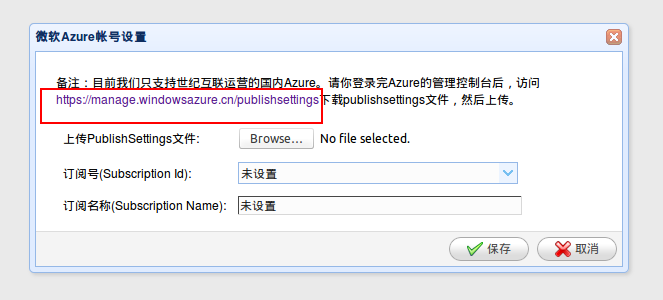 微软Azure帐号设置
备注：目前我们只支持世纪互联运营的国内Azure。请你登录完Azure的管理控制台后，访问
https://manage.windowsazure.cn/publishsettings下载publishsettings文件，然后上传。
上传PublishSettings文件: Browse... No file selected.
订阅号(Subscription Id): 未设置
订阅名称(Subscription Name): 未设置
保存 取消